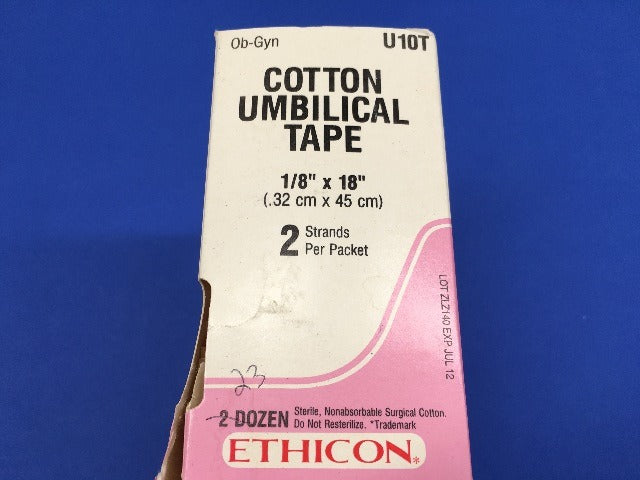 Ob-Gyn U10T
COTTON
UMBILICAL
TAPE
1/8" x 18"
(.32 cm x 45 cm)
2 Strands
Per Packet
LOT ZLZ140 EXP JUL 12
23
2 DOZEN Sterile, Nonabsorbable Surgical Cotton.
Do Not Resterilize. *Trademark
ETHICON*